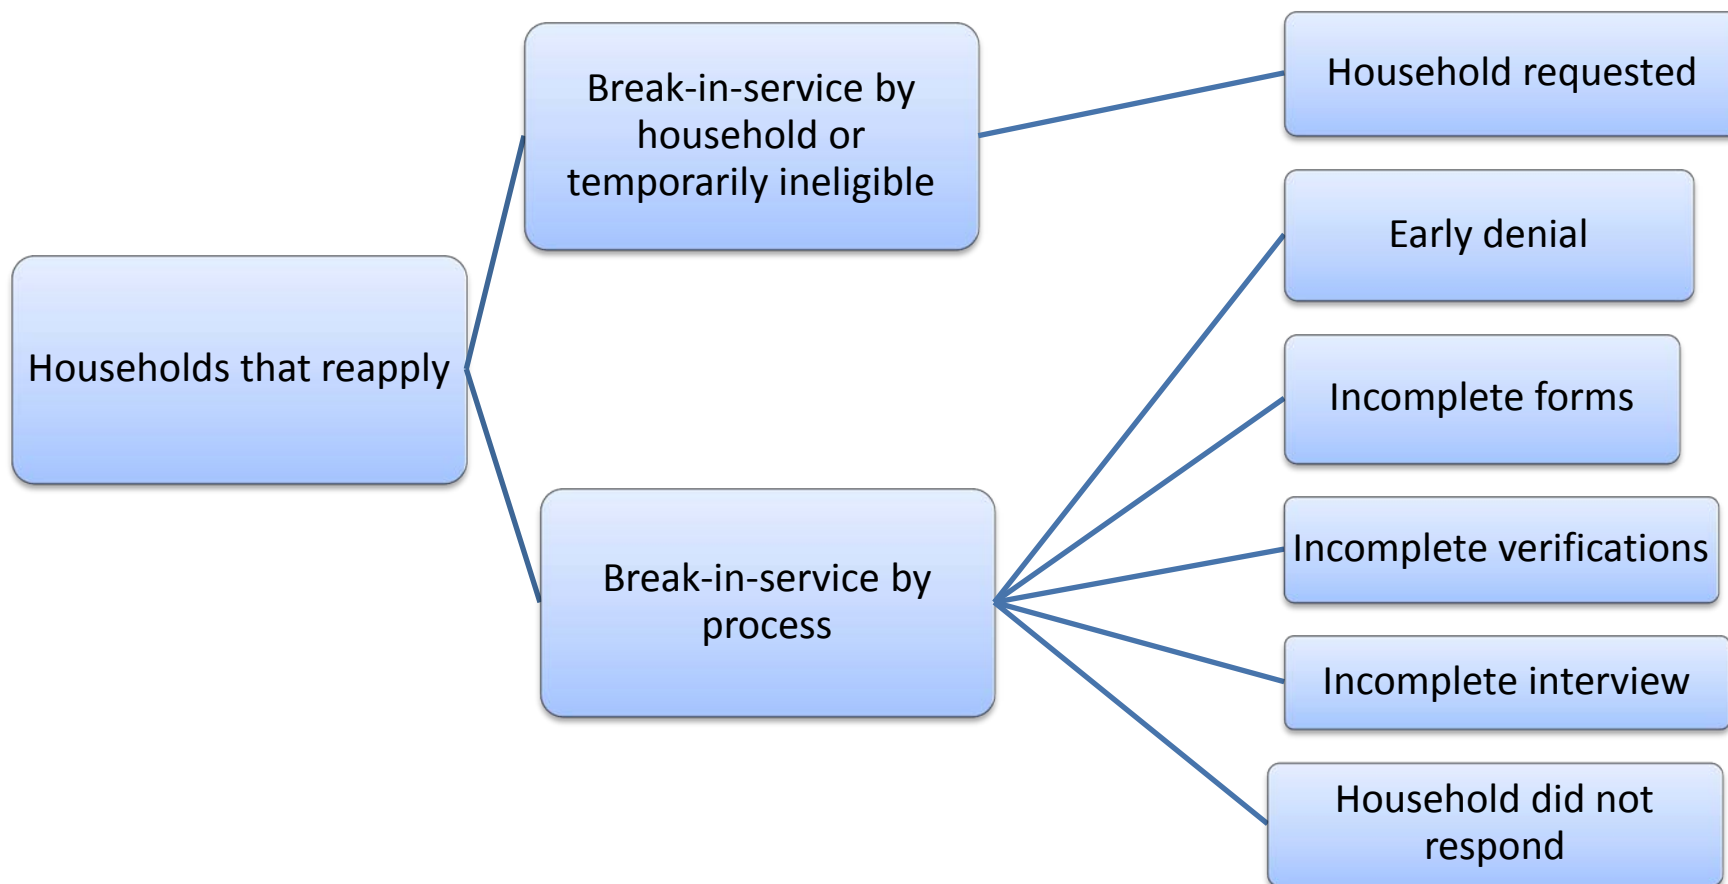 Households that reapply
Break-in-service by
household or
temporarily ineligible
Break-in-service by
process
Household requested
Early denial
Incomplete forms
Incomplete verifications
Incomplete interview
Household did not
respond